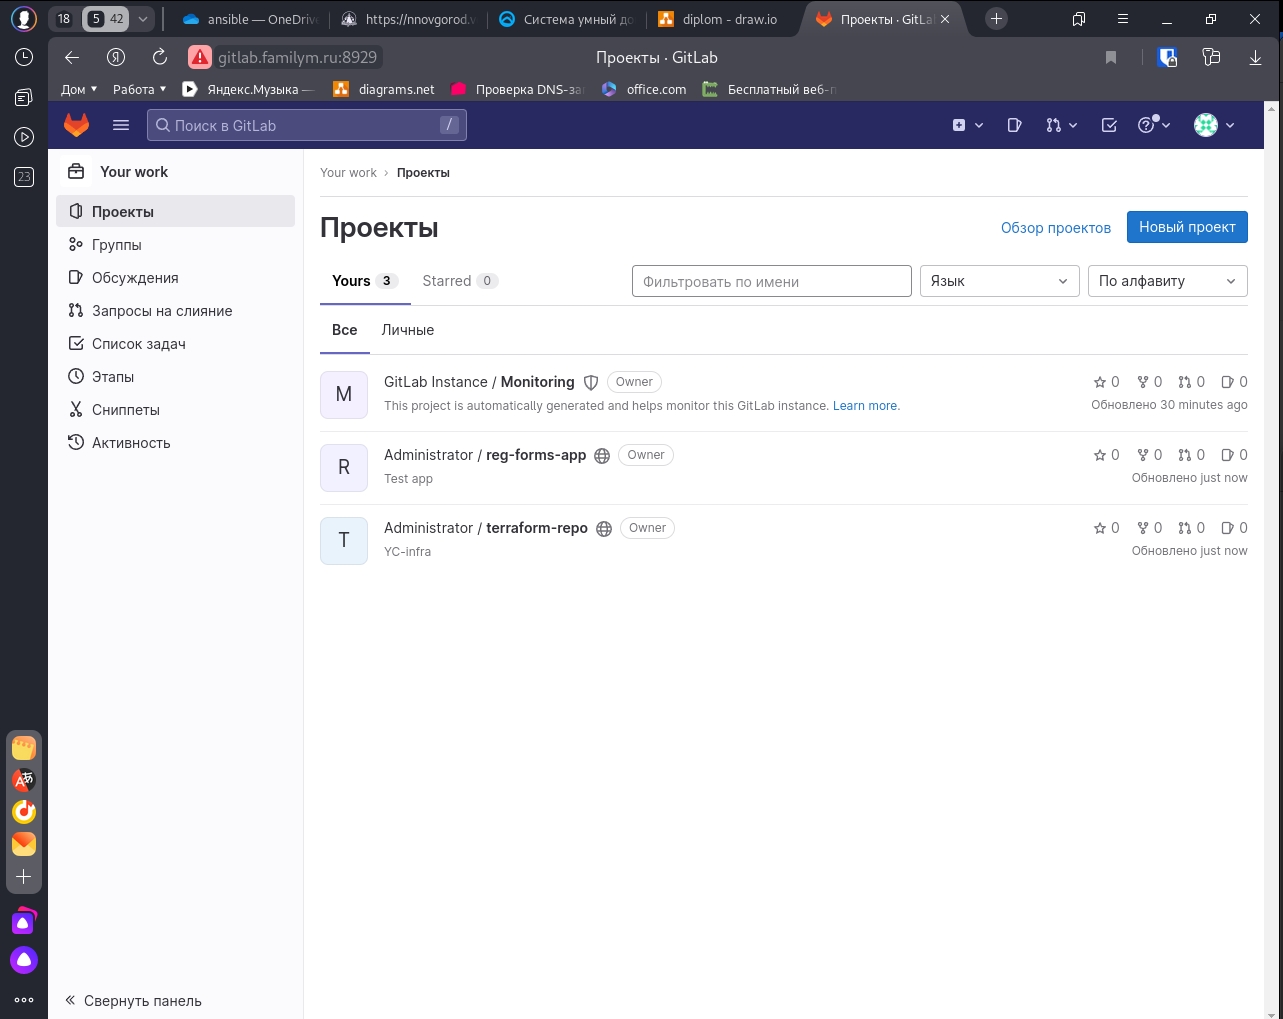 18
5 42
ansible — OneDriv
https://nnovgorod.v
Система умный до
diplom – draw.io
Проекты · GitLa
gitlab.familym.ru:8929
Проекты · GitLab
Дом
Работа
Яндекс.Музыка —
diagrams.net
Проверка DNS-за
office.com
Бесплатный веб-п
Поиск в GitLab
/
23
Your work
Проекты
Группы
Обсуждения
Запросы на слияние
Список задач
Этапы
Сниппеты
Активность
Свернуть панель
Your work › Проекты
Проекты
Обзор проектов
Новый проект
Yours 3
Starred 0
Фильтровать по имени
Язык
По алфавиту
Все
Личные
M
GitLab Instance / Monitoring
Owner
0 0 0 0
This project is automatically generated and helps monitor this GitLab instance. Learn more.
Обновлено 30 minutes ago
R
Administrator / reg-forms-app
Owner
0 0 0 0
Test app
Обновлено just now
T
Administrator / terraform-repo
Owner
0 0 0 0
YC-infra
Обновлено just now